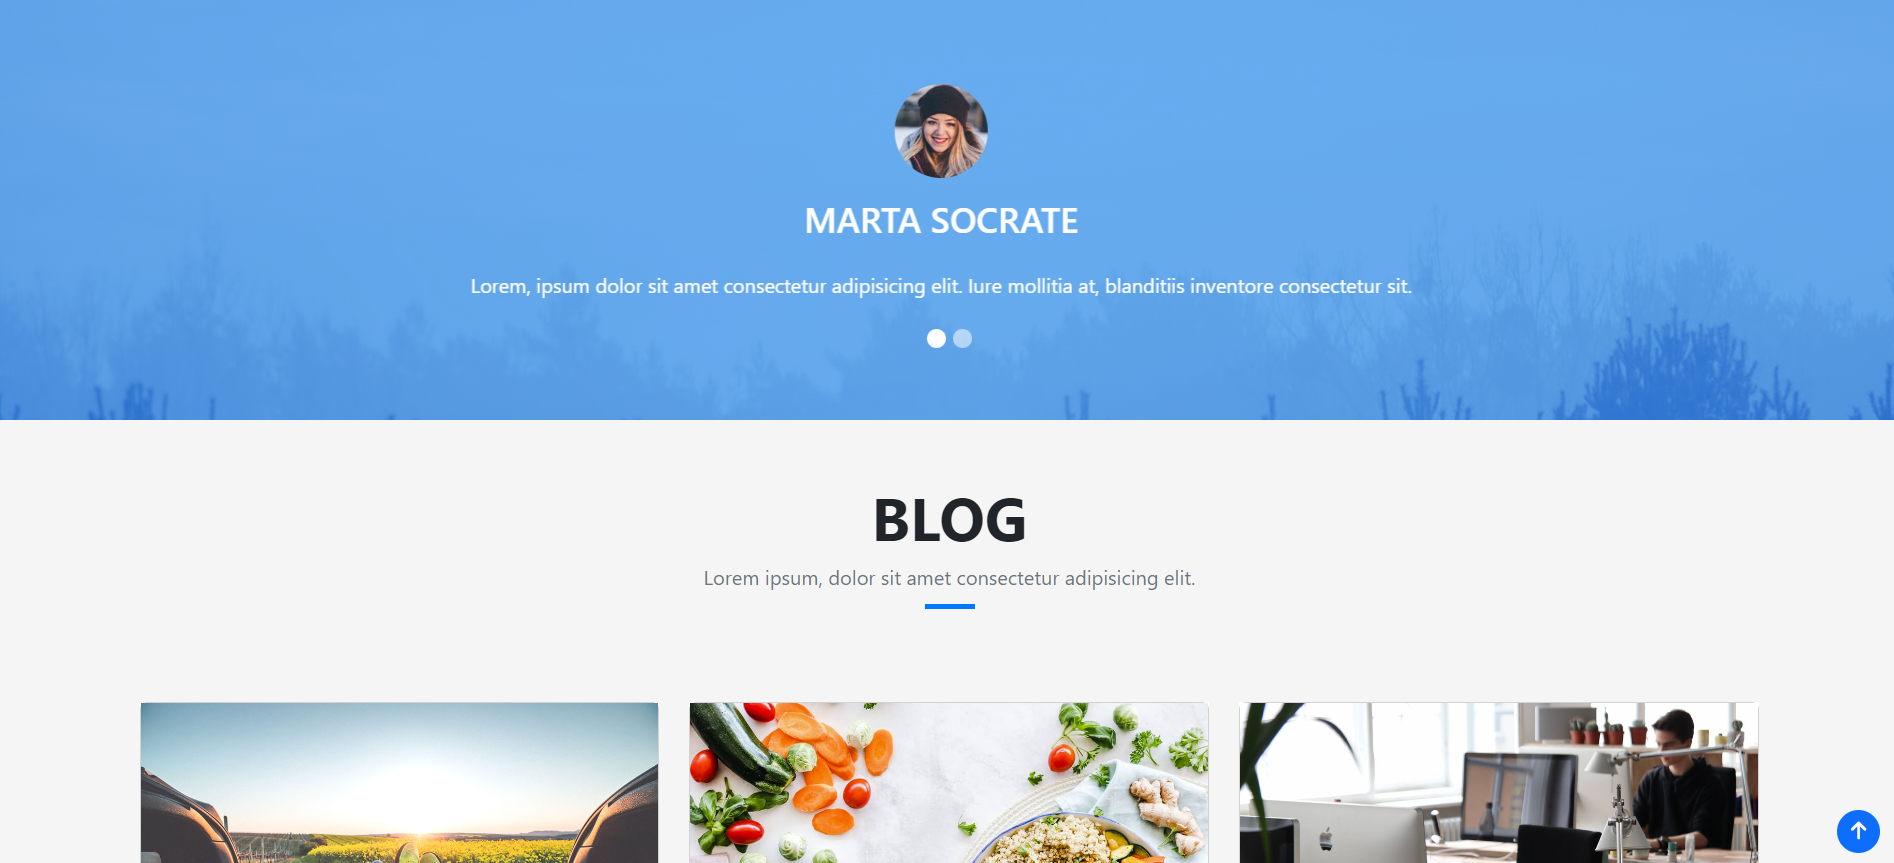 MARTA SOCRATE
Lorem, ipsum dolor sit amet consectetur adipisicing elit. Iure mollitia at, blanditiis inventore consectetur sit.
BLOG
Lorem ipsum, dolor sit amet consectetur adipisicing elit.